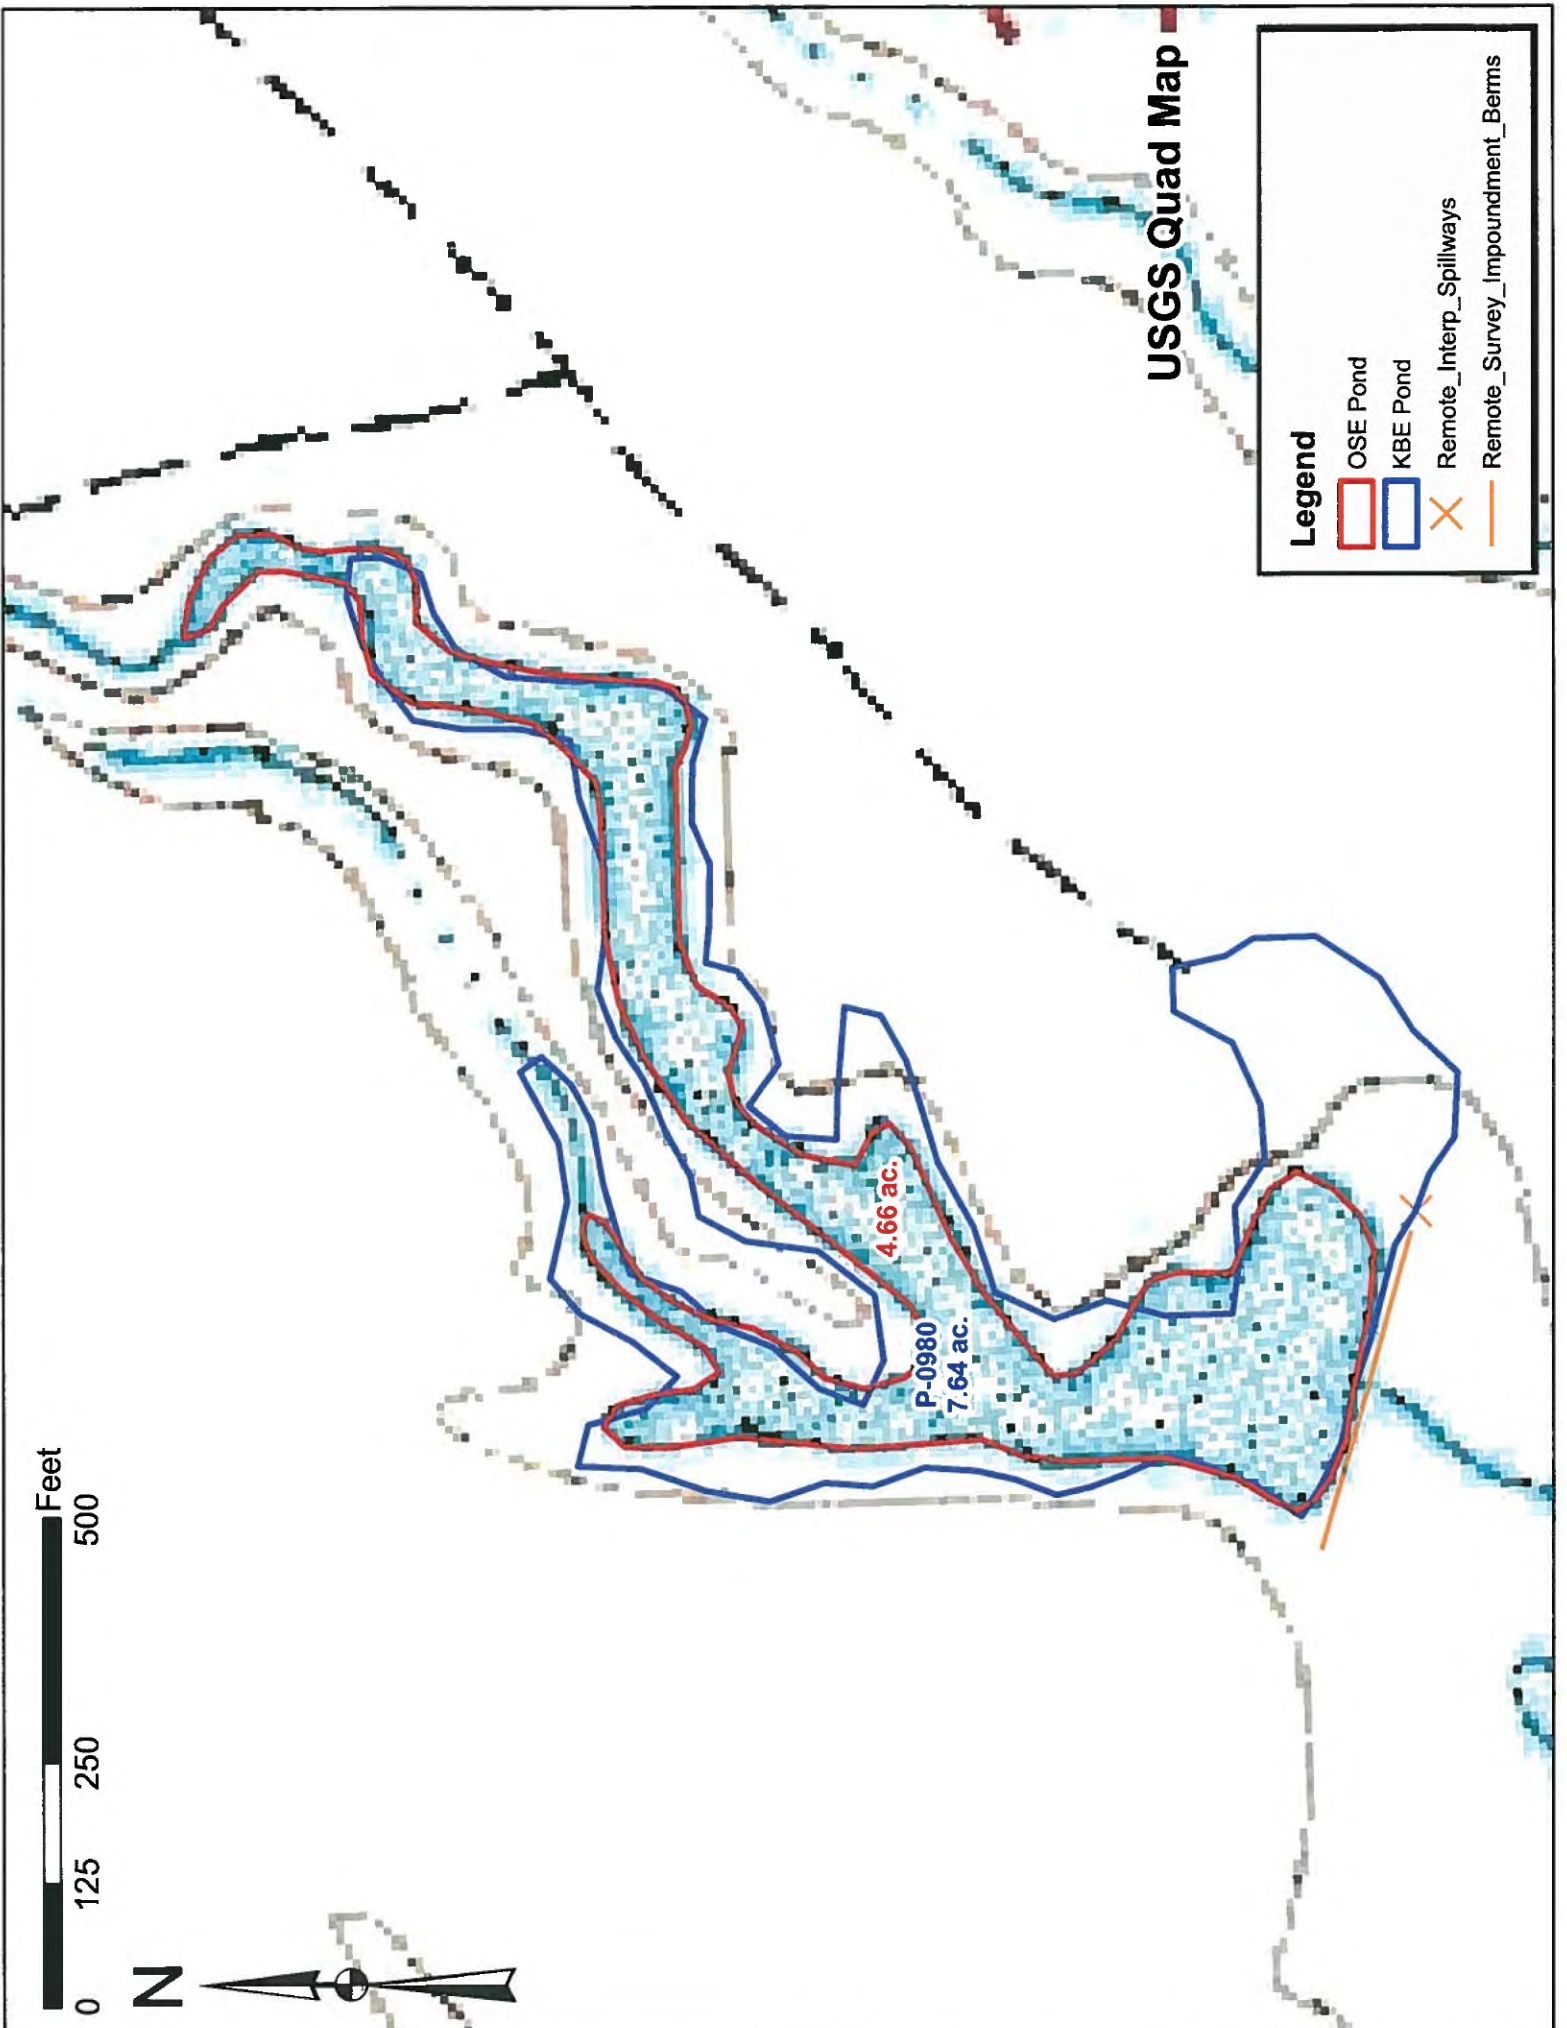 0 125 250 500
Feet
N
4.66 ac.
P-0980
7.64 ac.
USGS Quad Map
Legend
OSE Pond
KBE Pond
Remote_Interp_Spillways
Remote_Survey_Impoundment_Berms